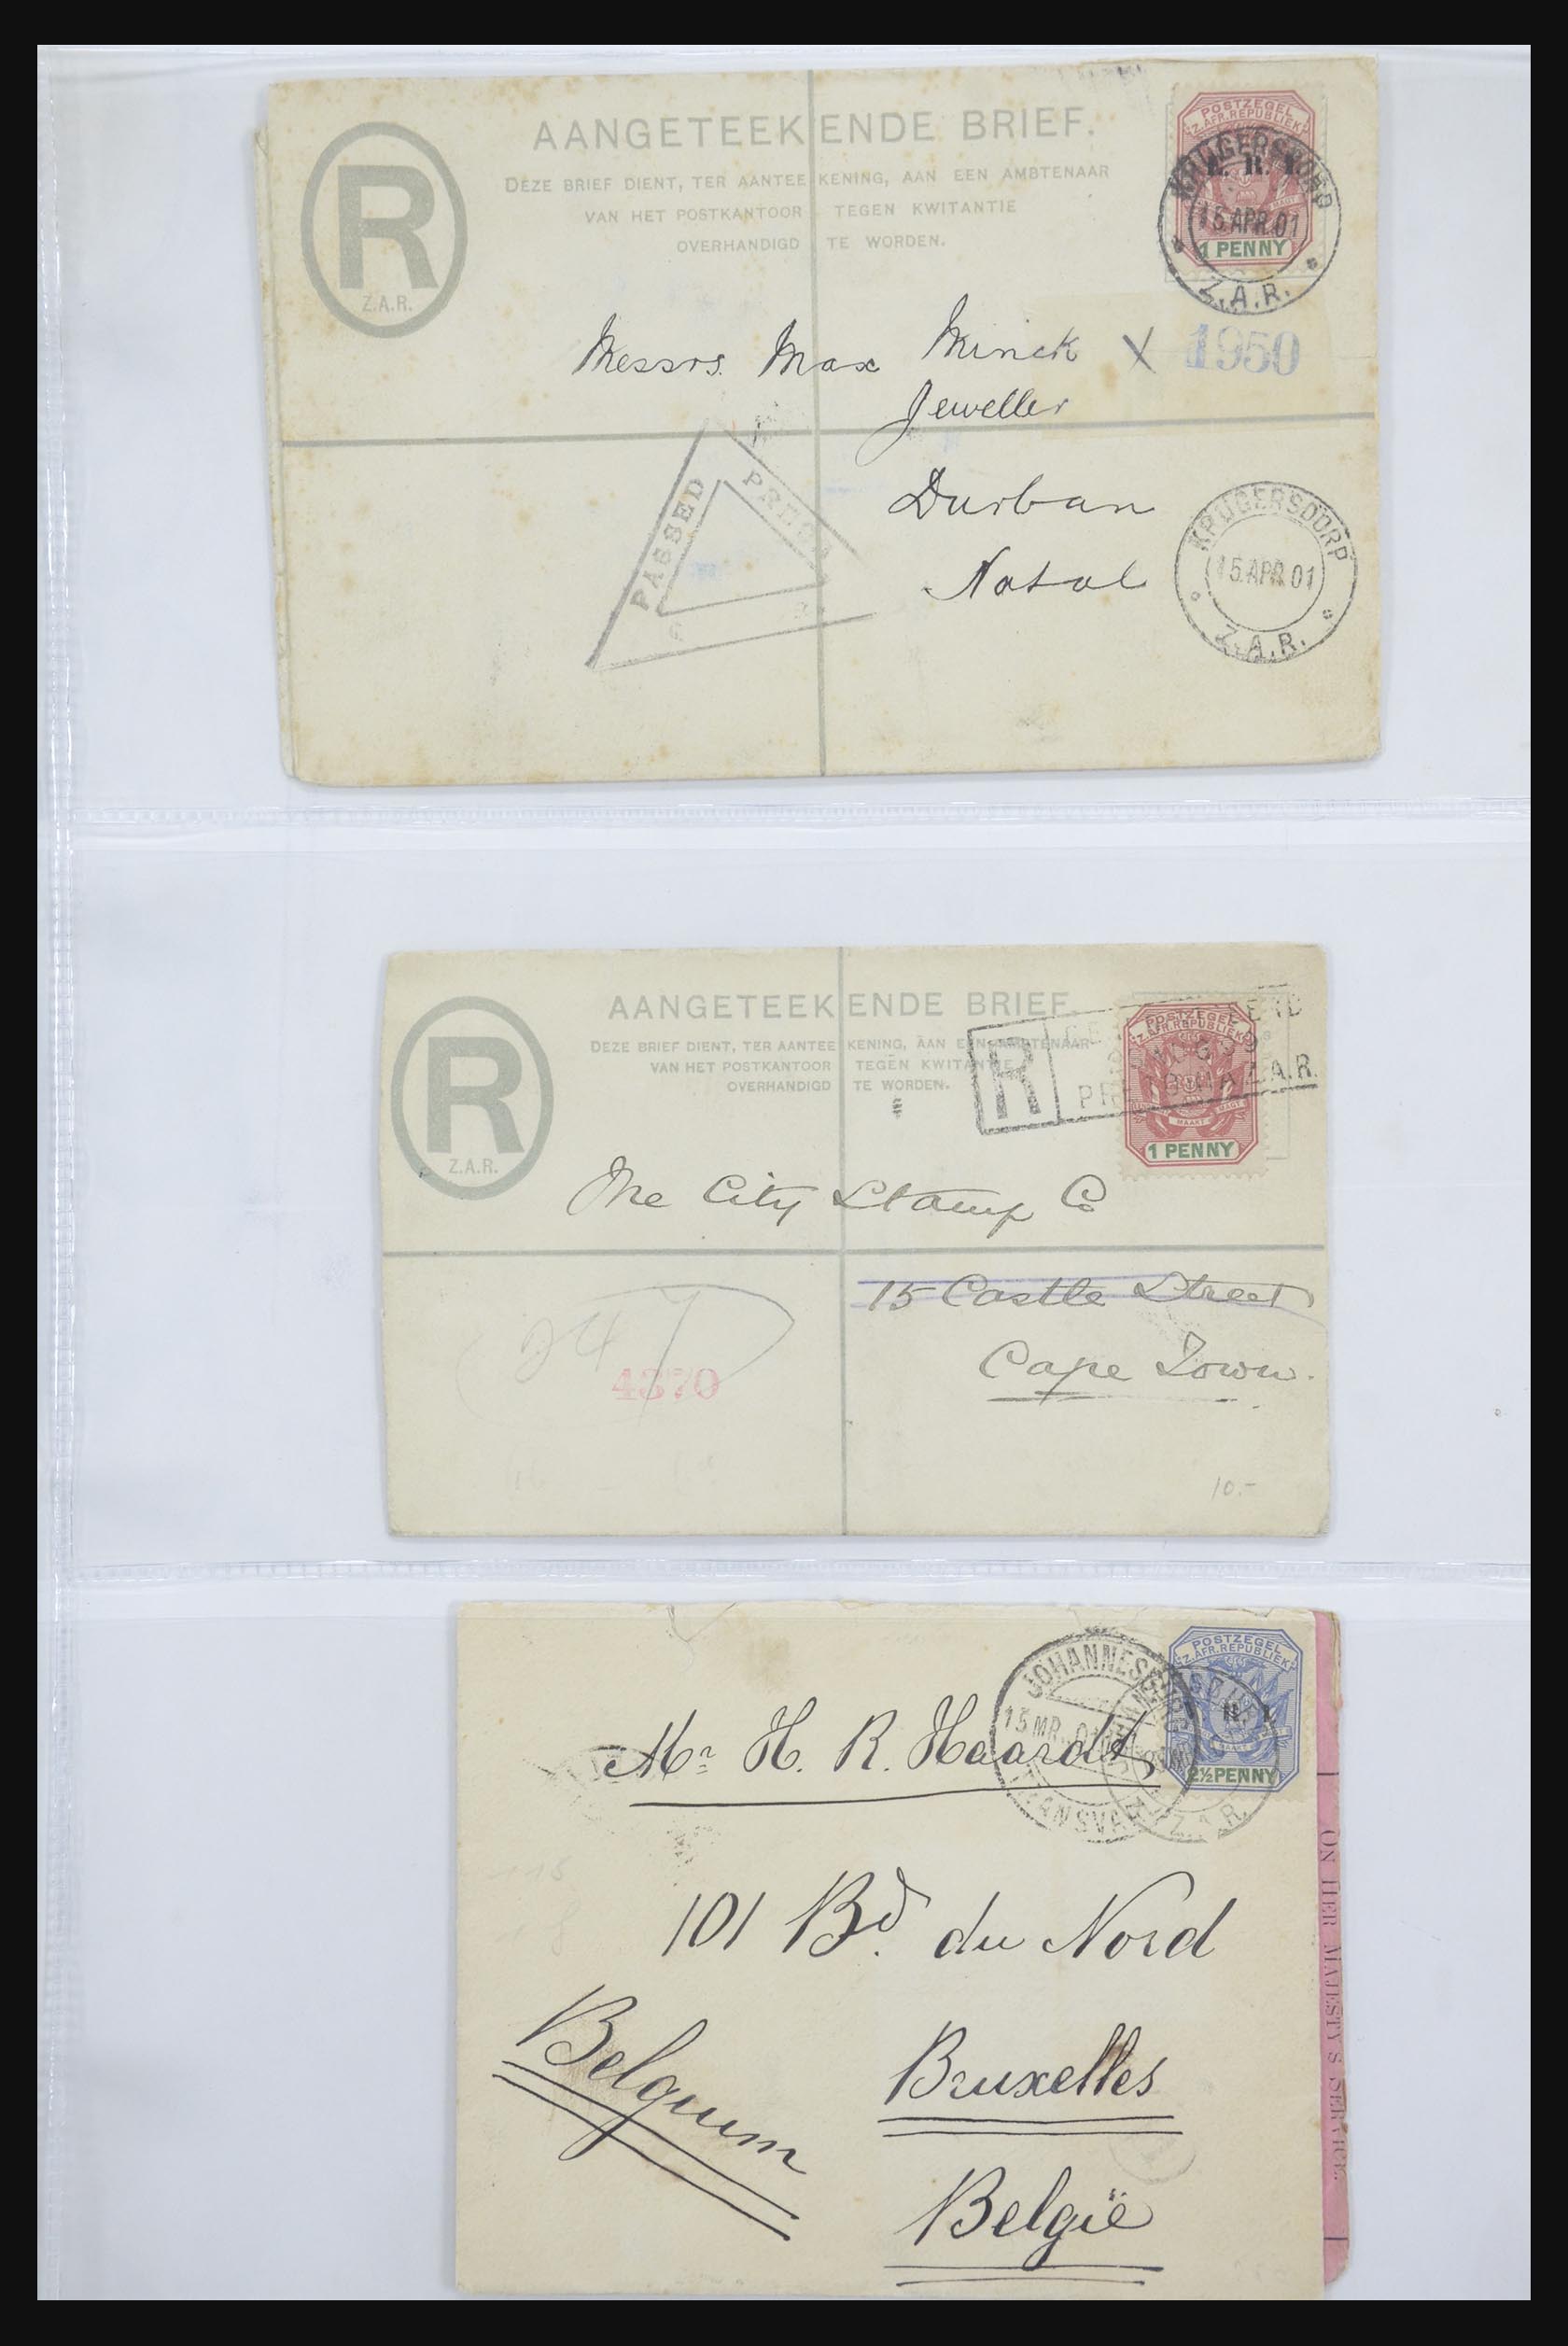 AANGETEEKENDE BRIEF.
DEZE BRIEF DIENT, TER AANTEEKENING, AAN EEN AMBTENAAR
VAN HET POSTKANTOOR TEGEN KWITANTIE
OVERHANDIGD TE WORDEN.
R
Z.A.R.
POSTZEGEL
Z.AFR.REPUBLIEK
KRUGERSDORP
15.APR.01
1 PENNY
Z.A.R.
Messrs. Max Minck X 1950
Jeweller
Durban
Natal
PASSED
KRUGERSDORP
15.APR.01
Z.A.R.
AANGETEEKENDE BRIEF.
DEZE BRIEF DIENT, TER AANTEEKENING, AAN EEN AMBTENAAR
VAN HET POSTKANTOOR TEGEN KWITANTIE
OVERHANDIGD TE WORDEN.
R
Z.A.R.
POSTZEGEL
Z.AFR.REPUBLIEK
R
Z.A.R.
MAAKT MAGT
1 PENNY
The City Stamp Co
15 Castle Street
Cape Town.
4370
10.-
POSTZEGEL
Z.AFR.REPUBLIEK
JOHANNESBURG
15 MR
TRANSVAAL
R. I.
2½PENNY
Z.A.R.
Mr H. R. Haardt
101 Bd. du Nord
Belgium
Bruxelles
België
ON HER MAJESTY'S SERVICE.